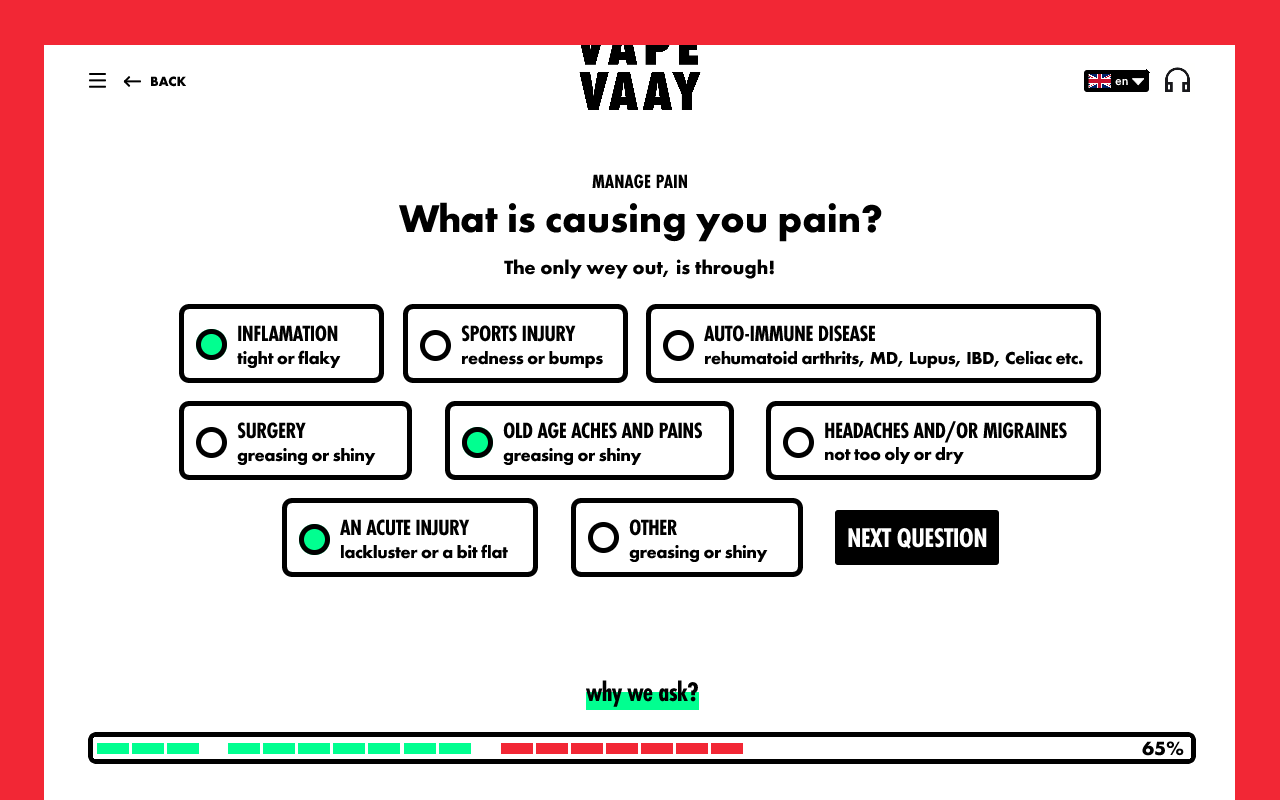 VAPE
VAAY
BACK
en
MANAGE PAIN
What is causing you pain?
The only wey out, is through!
INFLAMATION
tight or flaky
SPORTS INJURY
redness or bumps
AUTO-IMMUNE DISEASE
rehumatoid arthrits, MD, Lupus, IBD, Celiac etc.
SURGERY
greasing or shiny
OLD AGE ACHES AND PAINS
greasing or shiny
HEADACHES AND/OR MIGRAINES
not too oly or dry
AN ACUTE INJURY
lackluster or a bit flat
OTHER
greasing or shiny
NEXT QUESTION
why we ask?
65%